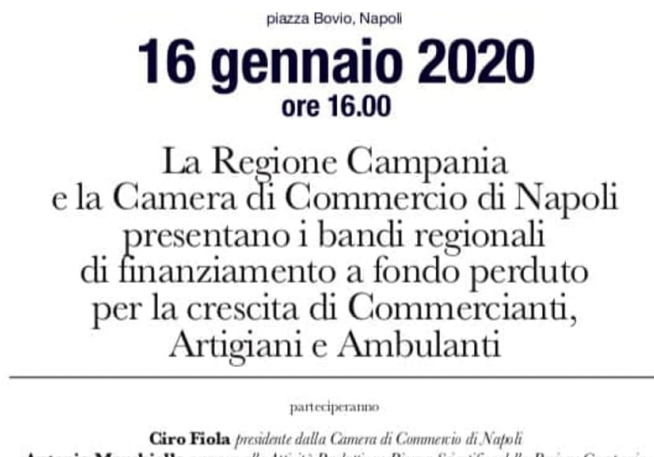 piazza Bovio, Napoli
16 gennaio 2020
ore 16.00
La Regione Campania
e la Camera di Commercio di Napoli
presentano i bandi regionali
di finanziamento a fondo perduto
per la crescita di Commercianti,
Artigiani e Ambulanti
parteciperanno
Ciro Fiola presidente dalla Camera di Commercio di Napoli